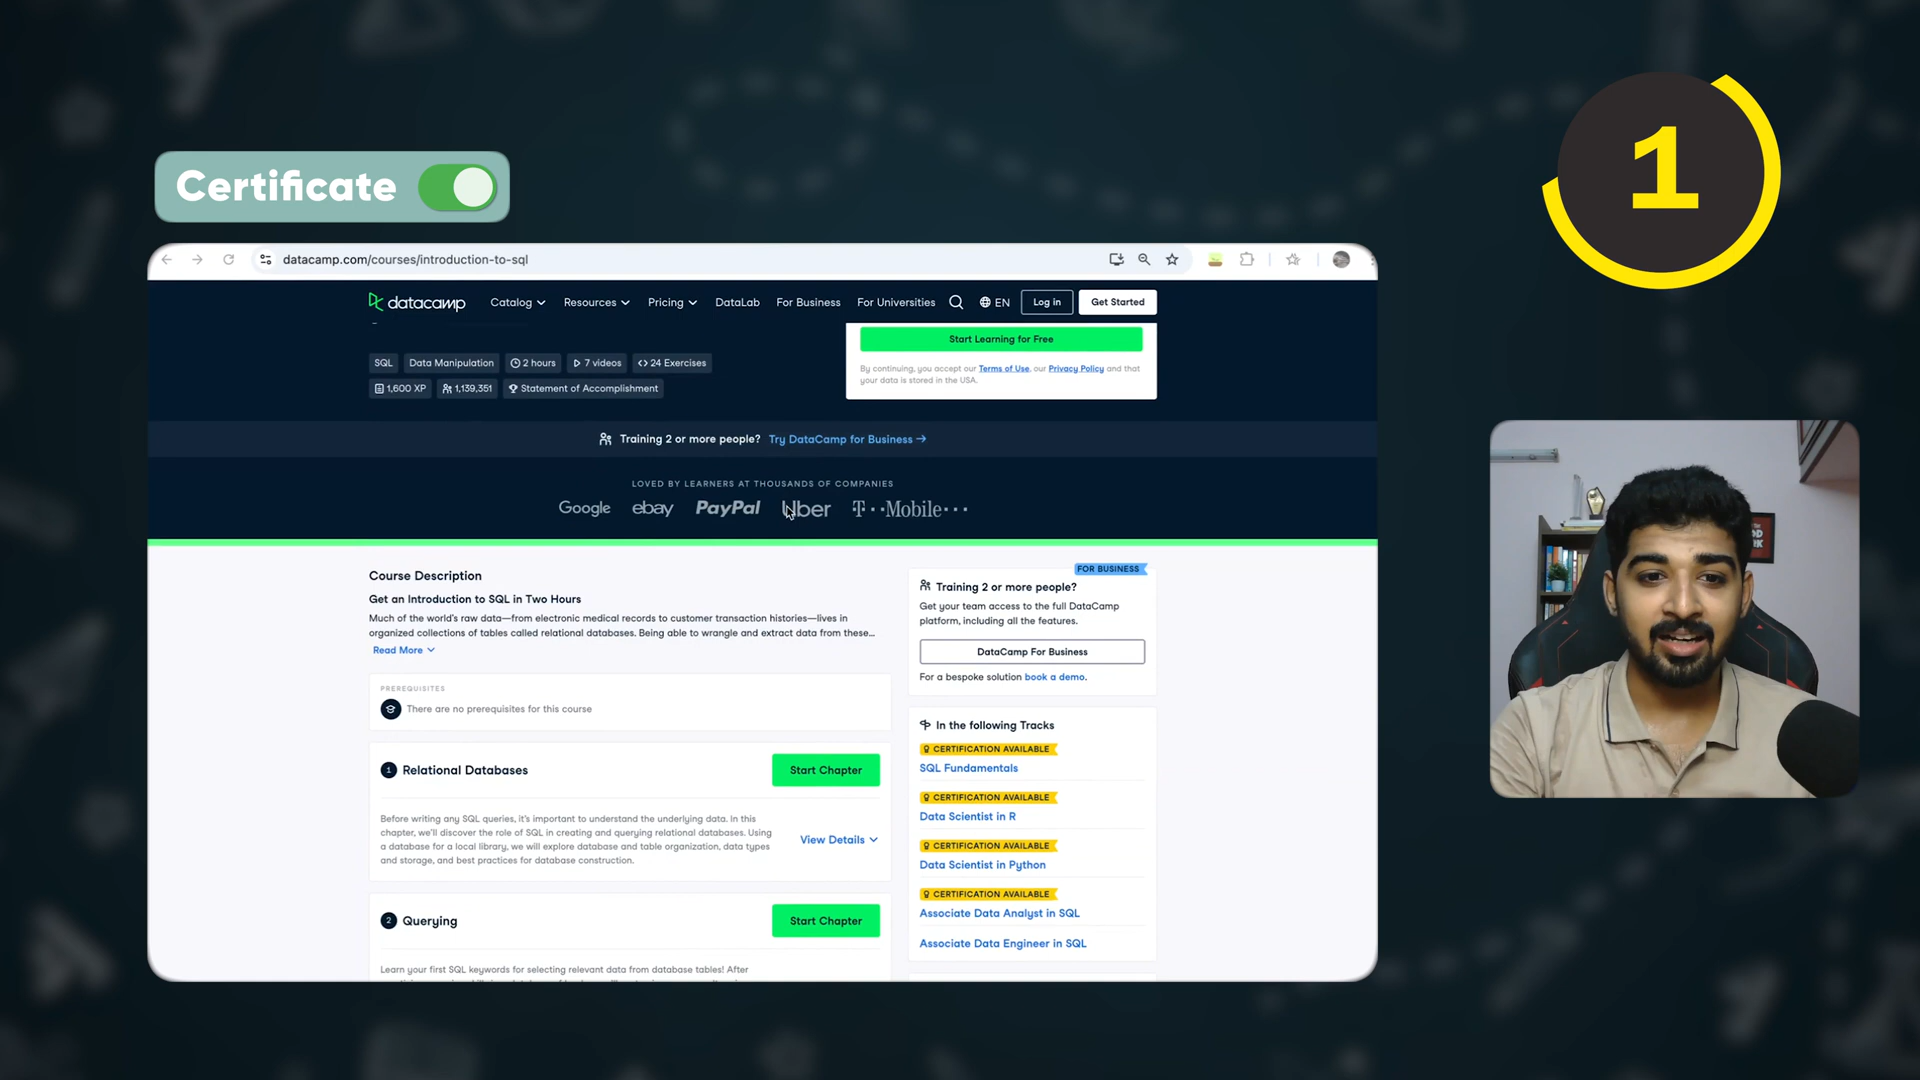 Certificate
1
datacamp.com/courses/introduction-to-sql
datacamp
Catalog
Resources
Pricing
DataLab
For Business
For Universities
EN
Log in
Get Started
Start Learning for Free
By continuing, you accept our Terms of Use, our Privacy Policy and that
your data is stored in the USA.
SQL
Data Manipulation
2 hours
7 videos
24 Exercises
1,600 XP
1,139,351
Statement of Accomplishment
Training 2 or more people? Try DataCamp for Business
LOVED BY LEARNERS AT THOUSANDS OF COMPANIES
Google ebay PayPal Uber T··Mobile···
Course Description
Get an Introduction to SQL in Two Hours
Much of the world's raw data—from electronic medical records to customer transaction histories—lives in
organized collections of tables called relational databases. Being able to wrangle and extract data from these...
Read More
PREREQUISITES
There are no prerequisites for this course
1 Relational Databases
Start Chapter
Before writing any SQL queries, it's important to understand the underlying data. In this
chapter, we'll discover the role of SQL in creating and querying relational databases. Using
a database for a local library, we will explore database and table organization, data types
and storage, and best practices for database construction.
View Details
2 Querying
Start Chapter
Learn your first SQL keywords for selecting relevant data from database tables! After
FOR BUSINESS
Training 2 or more people?
Get your team access to the full DataCamp
platform, including all the features.
DataCamp For Business
For a bespoke solution book a demo.
In the following Tracks
CERTIFICATION AVAILABLE
SQL Fundamentals
CERTIFICATION AVAILABLE
Data Scientist in R
CERTIFICATION AVAILABLE
Data Scientist in Python
CERTIFICATION AVAILABLE
Associate Data Analyst in SQL
Associate Data Engineer in SQL